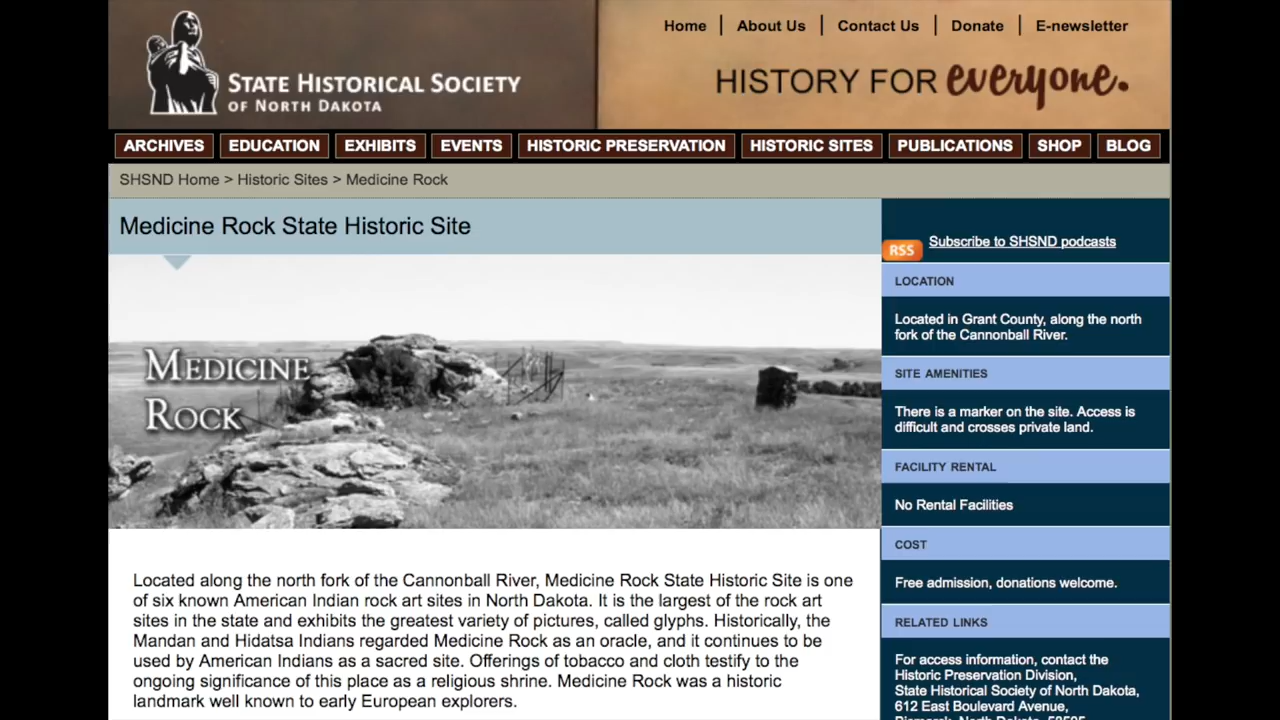 Home | About Us | Contact Us | Donate | E-newsletter
STATE HISTORICAL SOCIETY
OF NORTH DAKOTA
HISTORY FOR everyone.
ARCHIVES EDUCATION EXHIBITS EVENTS HISTORIC PRESERVATION HISTORIC SITES PUBLICATIONS SHOP BLOG
SHSND Home > Historic Sites > Medicine Rock
Medicine Rock State Historic Site
MEDICINE
ROCK
Located along the north fork of the Cannonball River, Medicine Rock State Historic Site is one
of six known American Indian rock art sites in North Dakota. It is the largest of the rock art
sites in the state and exhibits the greatest variety of pictures, called glyphs. Historically, the
Mandan and Hidatsa Indians regarded Medicine Rock as an oracle, and it continues to be
used by American Indians as a sacred site. Offerings of tobacco and cloth testify to the
ongoing significance of this place as a religious shrine. Medicine Rock was a historic
landmark well known to early European explorers.
RSS Subscribe to SHSND podcasts
LOCATION
Located in Grant County, along the north
fork of the Cannonball River.
SITE AMENITIES
There is a marker on the site. Access is
difficult and crosses private land.
FACILITY RENTAL
No Rental Facilities
COST
Free admission, donations welcome.
RELATED LINKS
For access information, contact the
Historic Preservation Division,
State Historical Society of North Dakota,
612 East Boulevard Avenue,